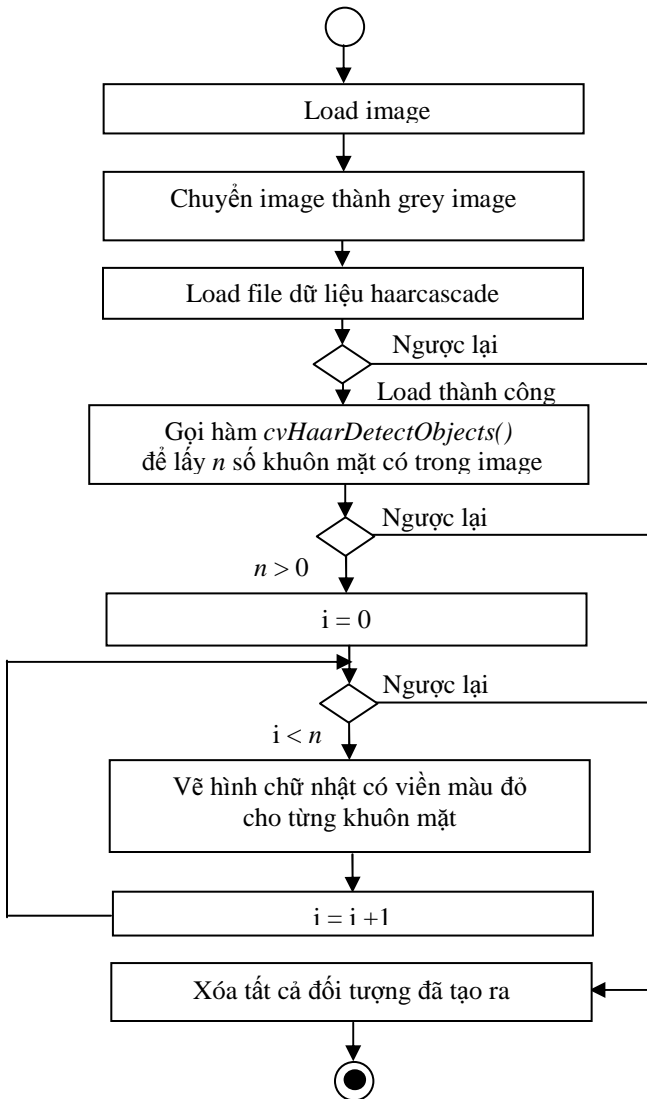 Load image
Chuyển image thành grey image
Load file dữ liệu haarcascade
Ngược lại
Load thành công
Gọi hàm cvHaarDetectObjects()
để lấy n số khuôn mặt có trong image
Ngược lại
n > 0
i = 0
Ngược lại
i < n
Vẽ hình chữ nhật có viền màu đỏ
cho từng khuôn mặt
i = i +1
Xóa tất cả đối tượng đã tạo ra